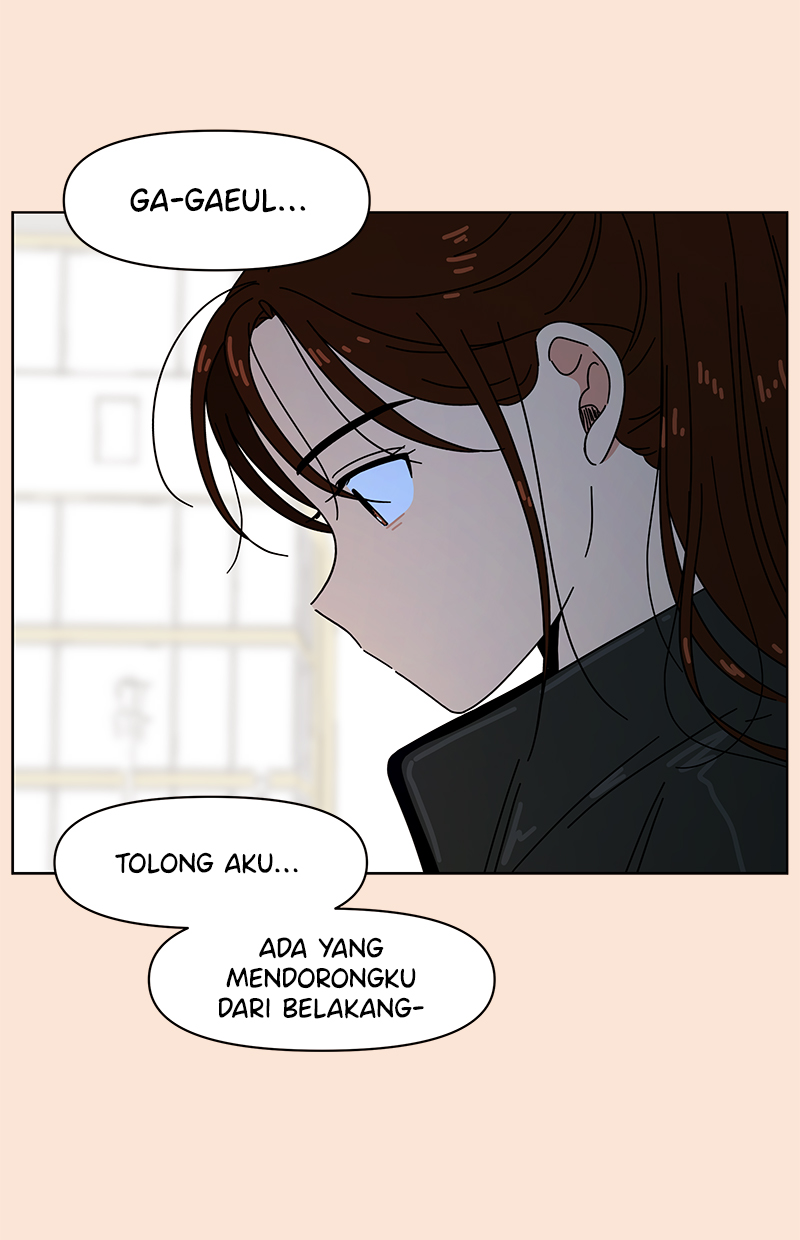 GA-GAEUL...
TOLONG AKU...
ADA YANG
MENDORONGKU
DARI BELAKANG-